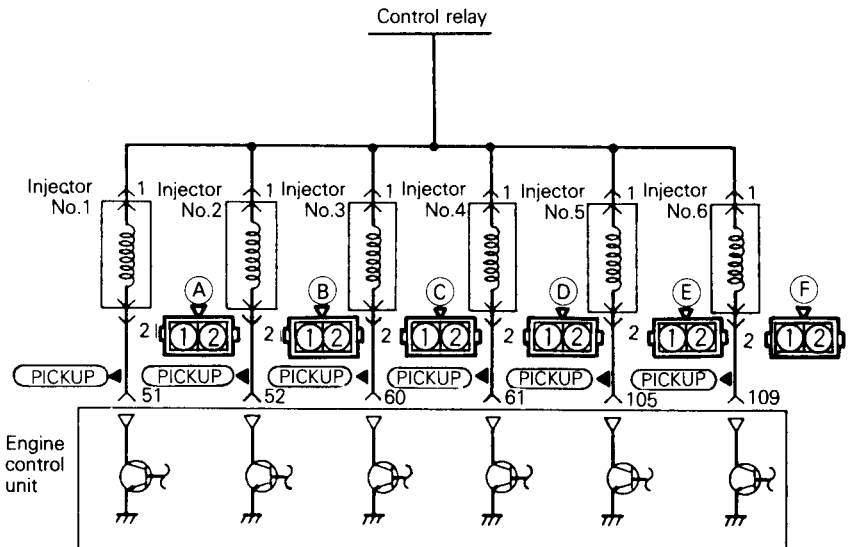 Control relay
Injector No.1
1
Injector No.2
1
Injector No.3
1
Injector No.4
1
Injector No.5
1
Injector No.6
1
A
B
C
D
E
F
2
1 2
2
1 2
2
1 2
2
1 2
2
1 2
2
1 2
PICKUP
PICKUP
PICKUP
PICKUP
PICKUP
PICKUP
51
52
60
61
105
109
Engine
control
unit